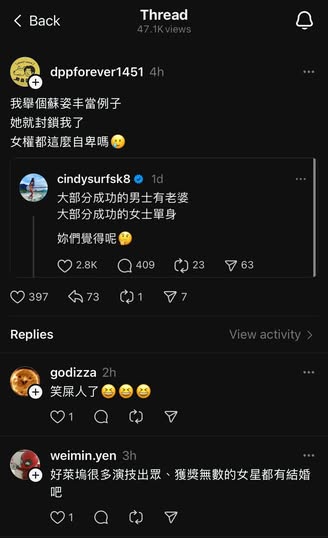 Back
Thread
47.1K views
dppforever1451 4h
我舉個蘇姿丰當例子
她就封鎖我了
女權都這麼自卑嗎🥲
cindysurfsk8 1d
大部分成功的男士有老婆
大部分成功的女士單身
妳們覺得呢🤔
2.8K 409 23 63
397 73 1 7
Replies View activity
godizza 2h
笑屎人了😆😆😆
1
weimin.yen 3h
好萊塢很多演技出眾、獲獎無數的女星都有結婚
吧
1